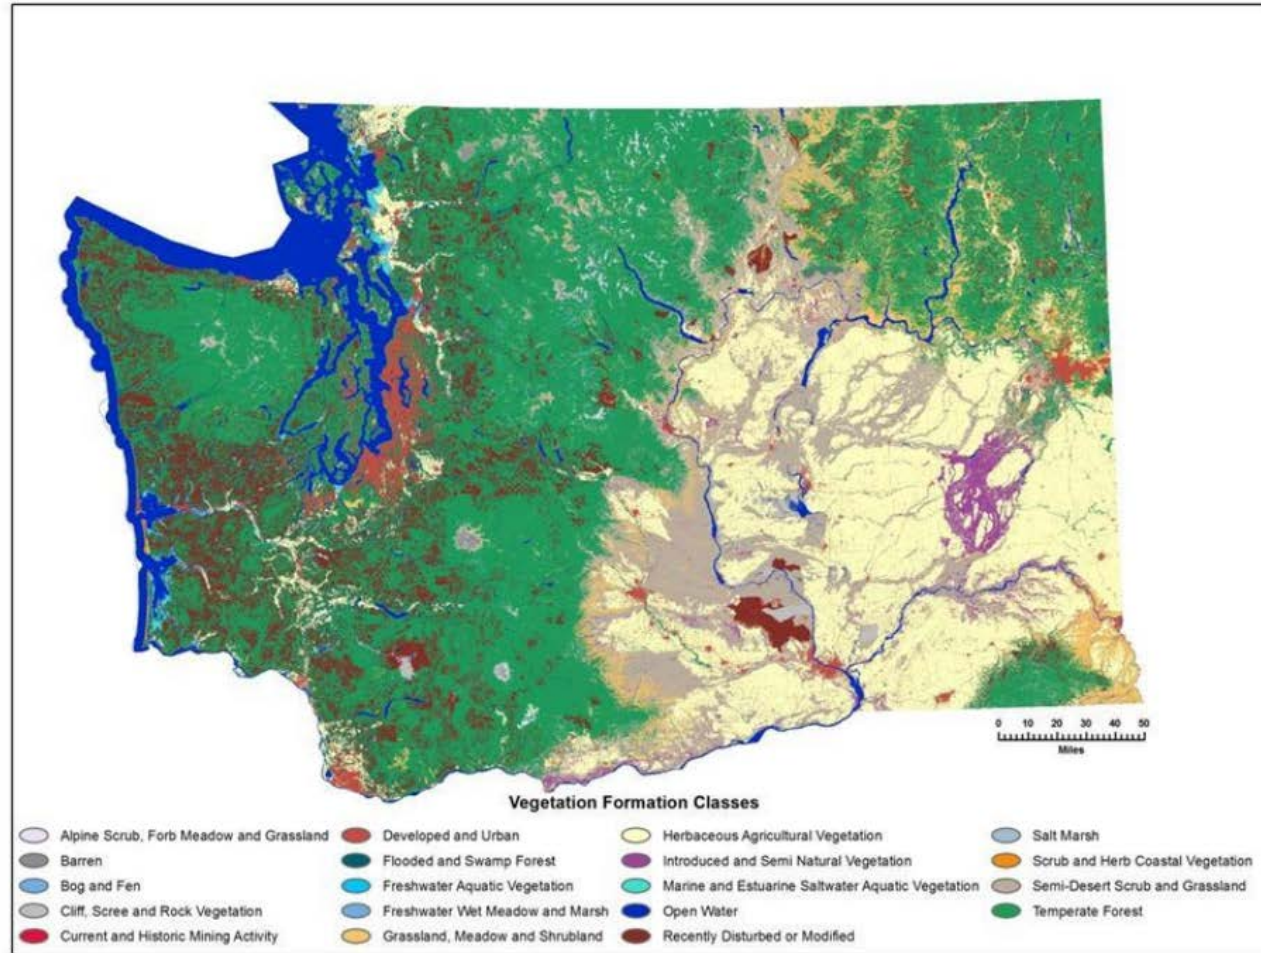 0 10 20 30 40 50
Miles
Vegetation Formation Classes
Alpine Scrub, Forb Meadow and Grassland
Barren
Bog and Fen
Cliff, Scree and Rock Vegetation
Current and Historic Mining Activity
Developed and Urban
Flooded and Swamp Forest
Freshwater Aquatic Vegetation
Freshwater Wet Meadow and Marsh
Grassland, Meadow and Shrubland
Herbaceous Agricultural Vegetation
Introduced and Semi Natural Vegetation
Marine and Estuarine Saltwater Aquatic Vegetation
Open Water
Recently Disturbed or Modified
Salt Marsh
Scrub and Herb Coastal Vegetation
Semi-Desert Scrub and Grassland
Temperate Forest